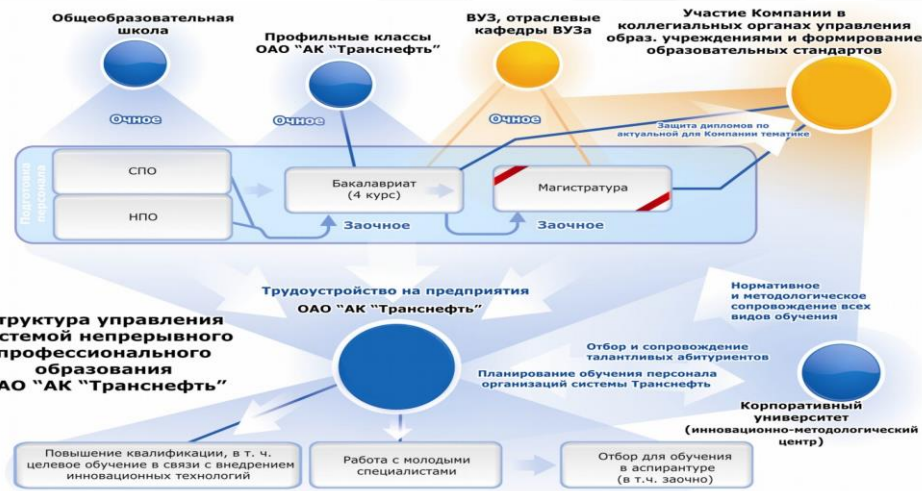 Общеобразовательная
школа
Профильные классы
ОАО "АК "Транснефть"
ВУЗ, отраслевые
кафедры ВУЗа
Участие Компании в
коллегиальных органах управления
образ. учреждениями и формирование
образовательных стандартов
Очное
Очное
Очное
Защита дипломов по
актуальной для Компании тематике
Подготовка
персонала
СПО
НПО
Бакалавриат
(4 курс)
Магистратура
Заочное
Заочное
Трудоустройство на предприятия
ОАО "АК "Транснефть"
Нормативное
и методологическое
сопровождение всех
видов обучения
труктура управления
стемой непрерывного
профессионального
образования
АО "АК "Транснефть"
Отбор и сопровождение
талантливых абитуриентов
Планирование обучения персонала
организаций системы Транснефть
Корпоративный
университет
(инновационно-методологический
центр)
Повышение квалификации, в т. ч.
целевое обучение в связи с внедрением
инновационных технологий
Работа с молодыми
специалистами
Отбор для обучения
в аспирантуре
(в т.ч. заочно)